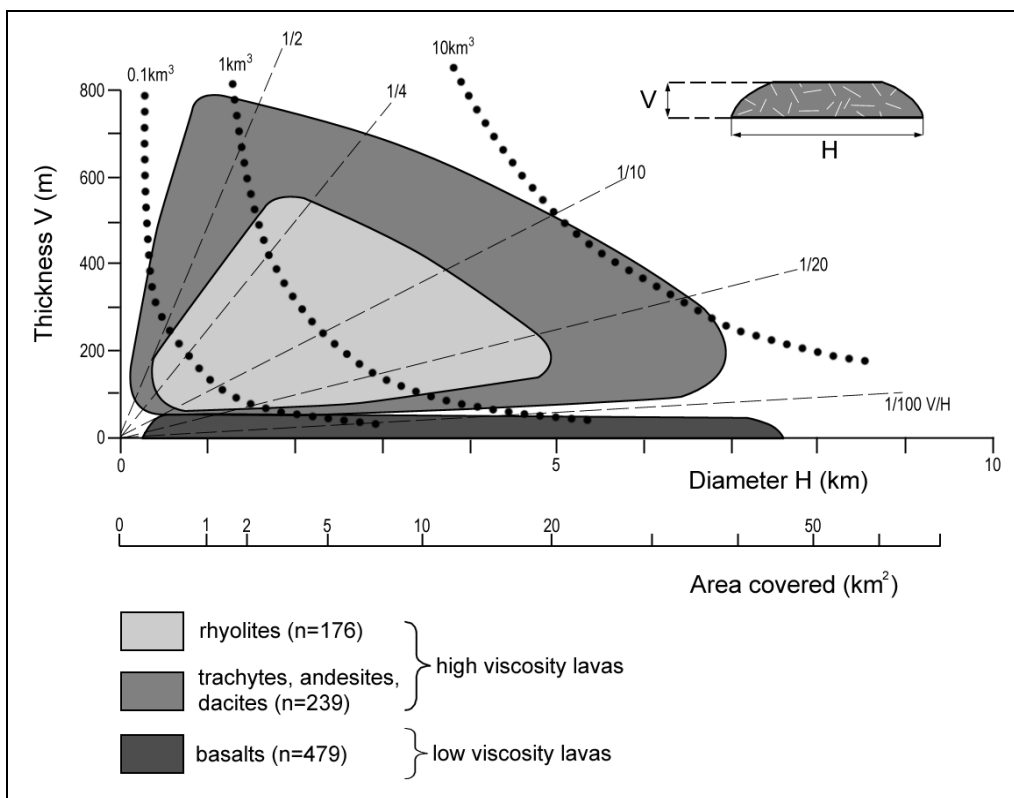 0.1km³
1km³
1/2
10km³
1/4
V
H
800
600
400
200
0
Thickness V (m)
1/10
1/20
1/100 V/H
0
5
10
Diameter H (km)
0
1
2
5
10
20
50
Area covered (km²)
rhyolites (n=176)
trachytes, andesites,
dacites (n=239)
high viscosity lavas
basalts (n=479)
low viscosity lavas